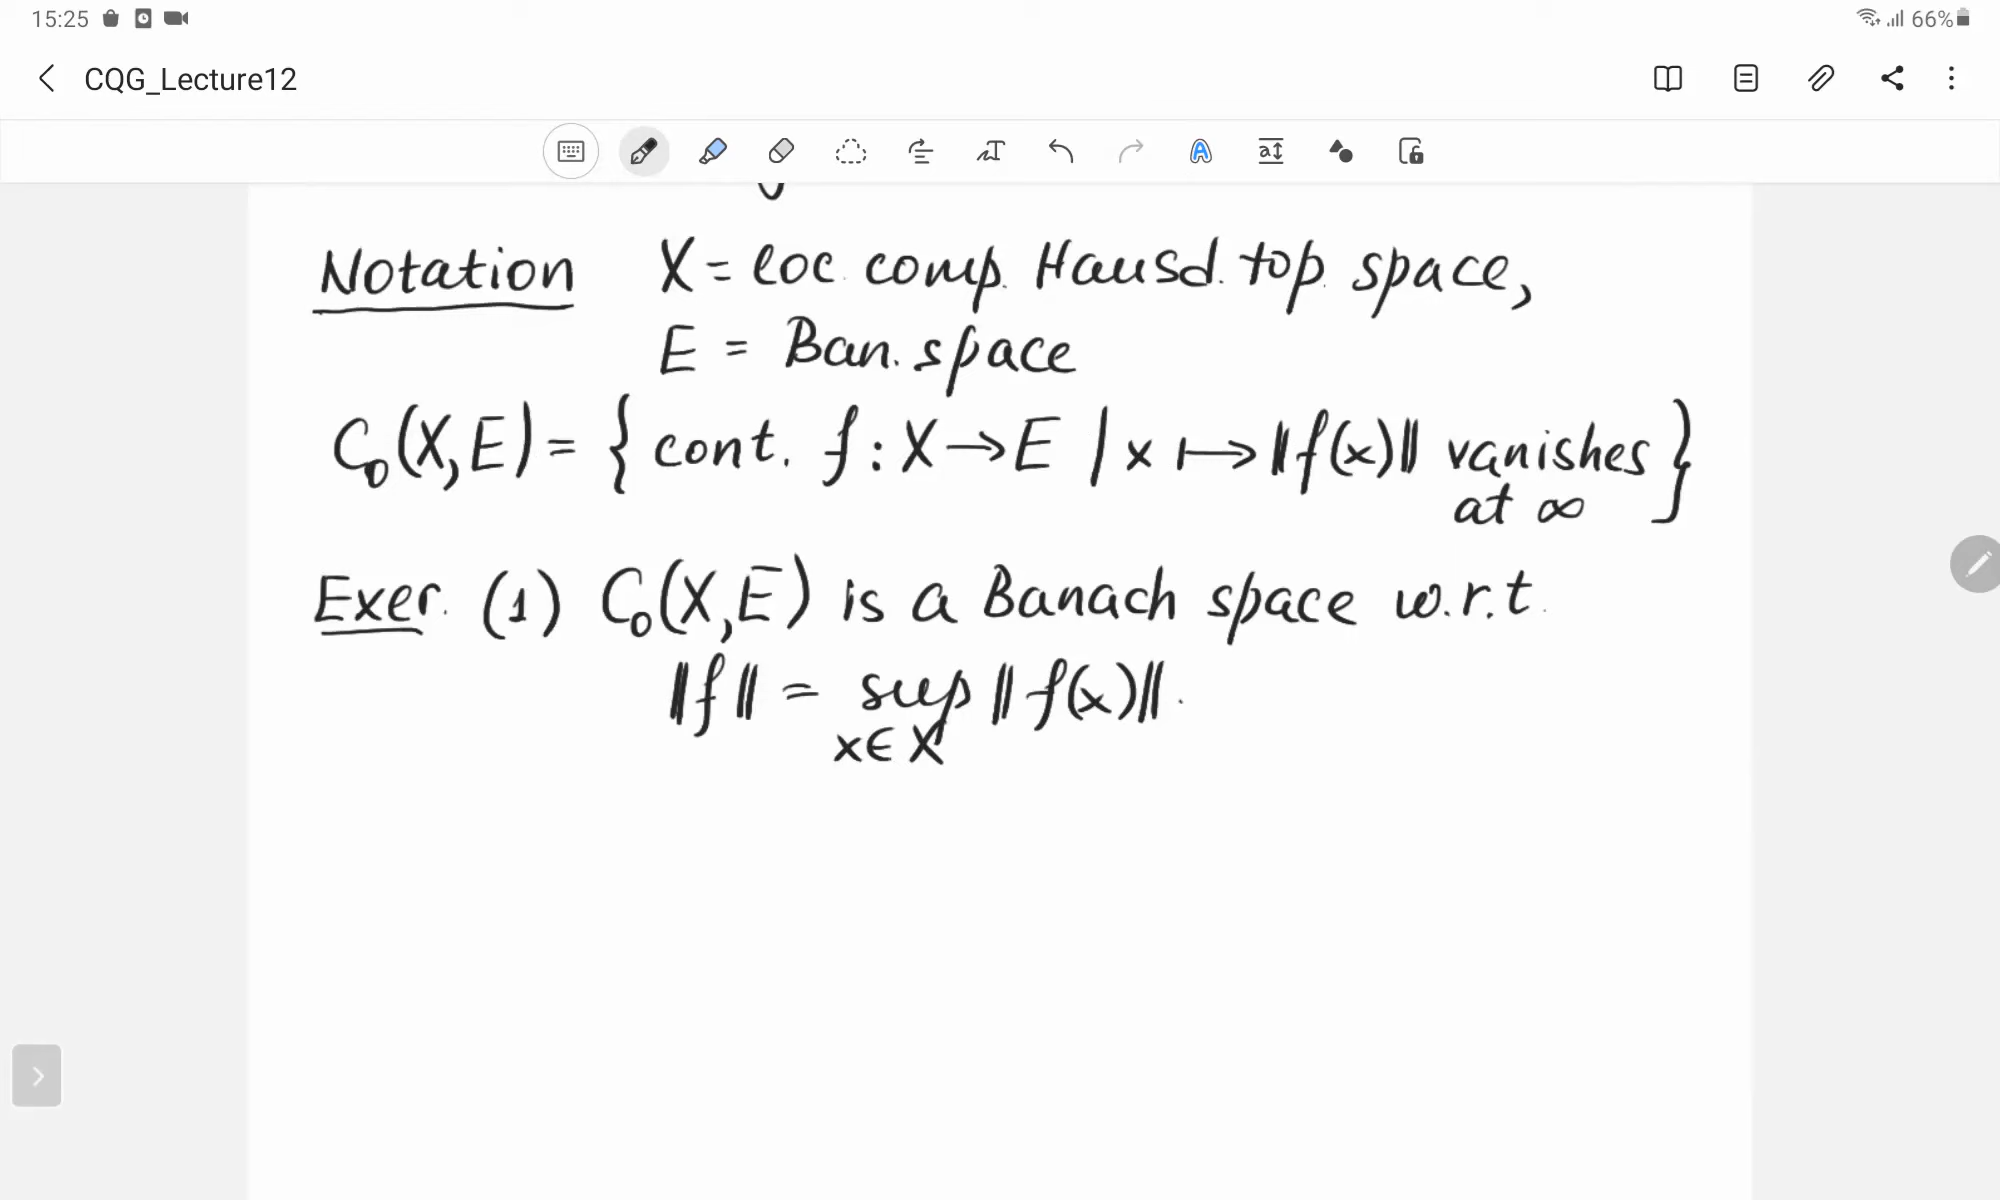 15:25
66%
CQG_Lecture12
Notation X = loc. comp. Hausd. top. space,
E = Ban. space
C₀(X,E) = { cont. f : X → E | x ↦ ‖f(x)‖ vanishes
at ∞ }
Exer. (1) C₀(X,E) is a Banach space w.r.t.
‖f‖ = sup ‖f(x)‖.
x∈X